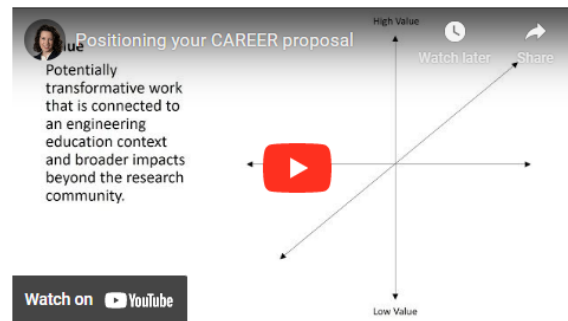 Positioning your CAREER proposal
High Value
Watch later
Share
Potentially
transformative work
that is connected to
an engineering
education context
and broader impacts
beyond the research
community.
Watch on YouTube
Low Value